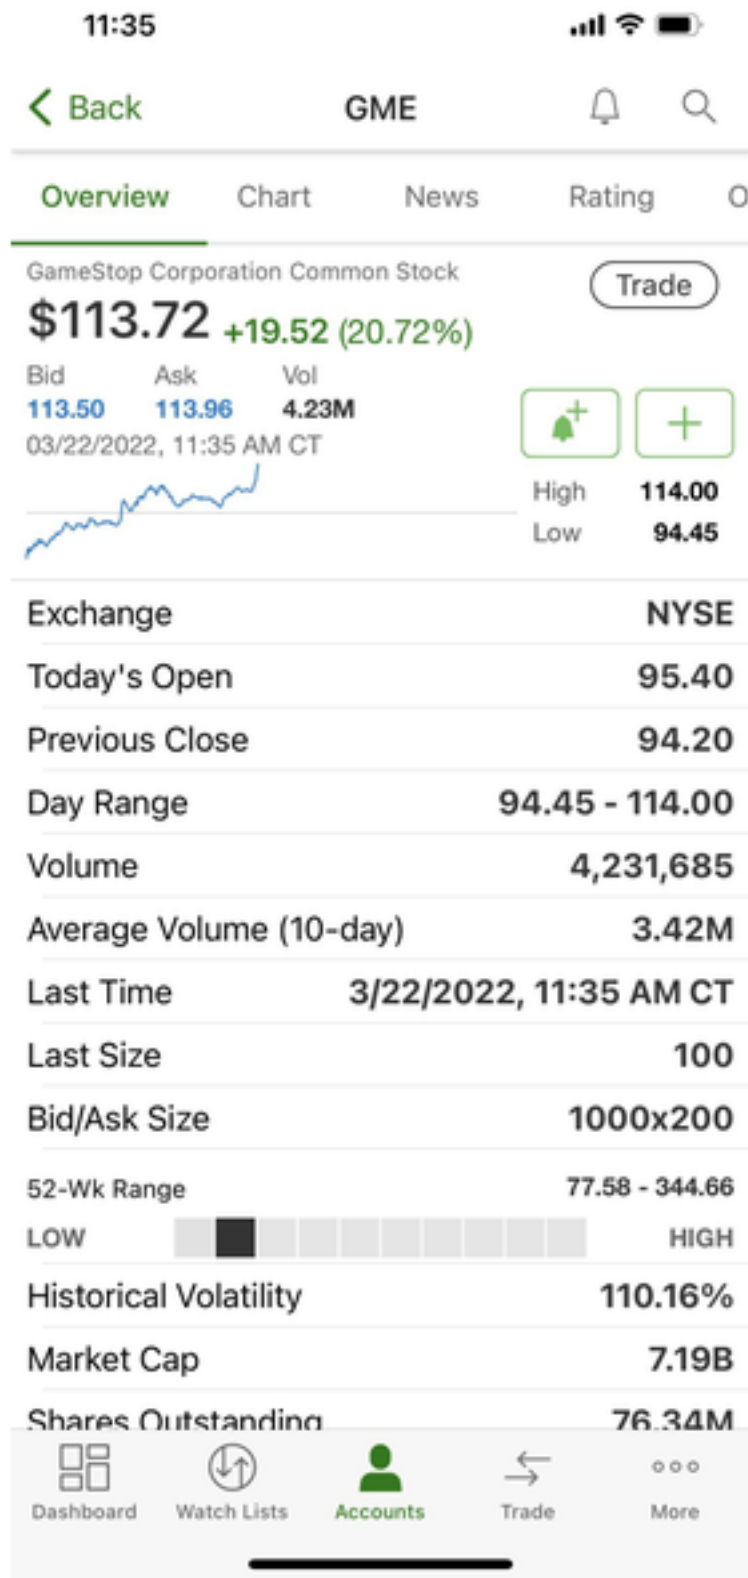 11:35
Back GME
Overview Chart News Rating O
GameStop Corporation Common Stock
Trade
$113.72 +19.52 (20.72%)
Bid Ask Vol
113.50 113.96 4.23M
03/22/2022, 11:35 AM CT
High 114.00
Low 94.45
Exchange NYSE
Today's Open 95.40
Previous Close 94.20
Day Range 94.45 - 114.00
Volume 4,231,685
Average Volume (10-day) 3.42M
Last Time 3/22/2022, 11:35 AM CT
Last Size 100
Bid/Ask Size 1000x200
52-Wk Range 77.58 - 344.66
LOW HIGH
Historical Volatility 110.16%
Market Cap 7.19B
Shares Outstanding 76.34M
Dashboard Watch Lists Accounts Trade More